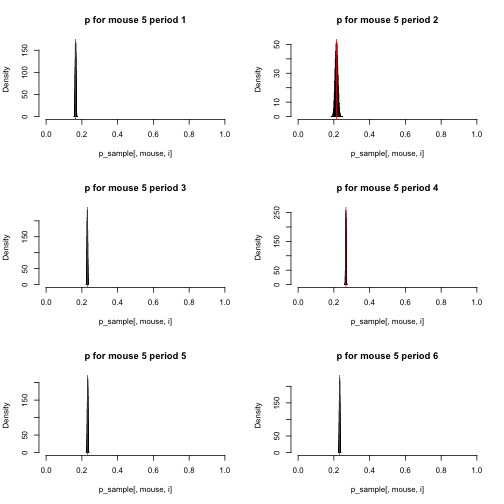 p for mouse 5 period 1
Density
0 50 100 150
0.0 0.2 0.4 0.6 0.8 1.0
p_sample[, mouse, i]
p for mouse 5 period 2
Density
0 10 30 50
0.0 0.2 0.4 0.6 0.8 1.0
p_sample[, mouse, i]
p for mouse 5 period 3
Density
0 50 150
0.0 0.2 0.4 0.6 0.8 1.0
p_sample[, mouse, i]
p for mouse 5 period 4
Density
0 50 150 250
0.0 0.2 0.4 0.6 0.8 1.0
p_sample[, mouse, i]
p for mouse 5 period 5
Density
0 50 150
0.0 0.2 0.4 0.6 0.8 1.0
p_sample[, mouse, i]
p for mouse 5 period 6
Density
0 50 150
0.0 0.2 0.4 0.6 0.8 1.0
p_sample[, mouse, i]